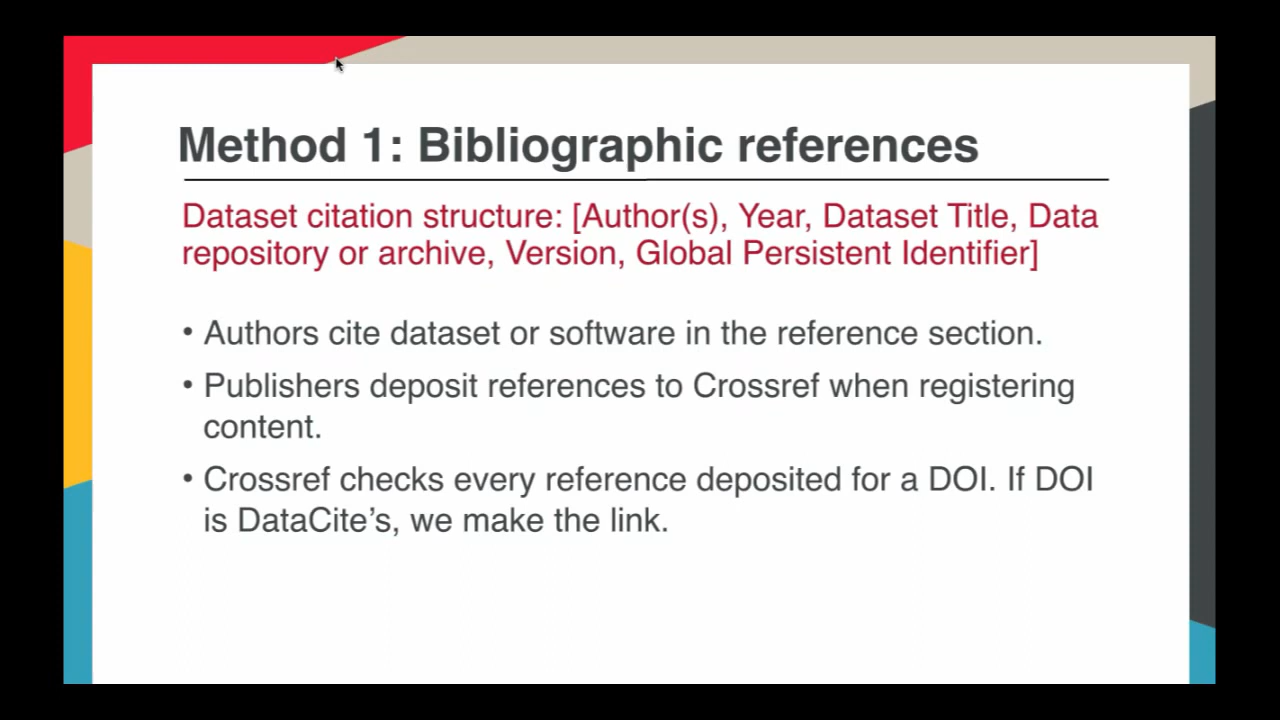 Method 1: Bibliographic references
Dataset citation structure: [Author(s), Year, Dataset Title, Data
repository or archive, Version, Global Persistent Identifier]
• Authors cite dataset or software in the reference section.
• Publishers deposit references to Crossref when registering
content.
• Crossref checks every reference deposited for a DOI. If DOI
is DataCite’s, we make the link.